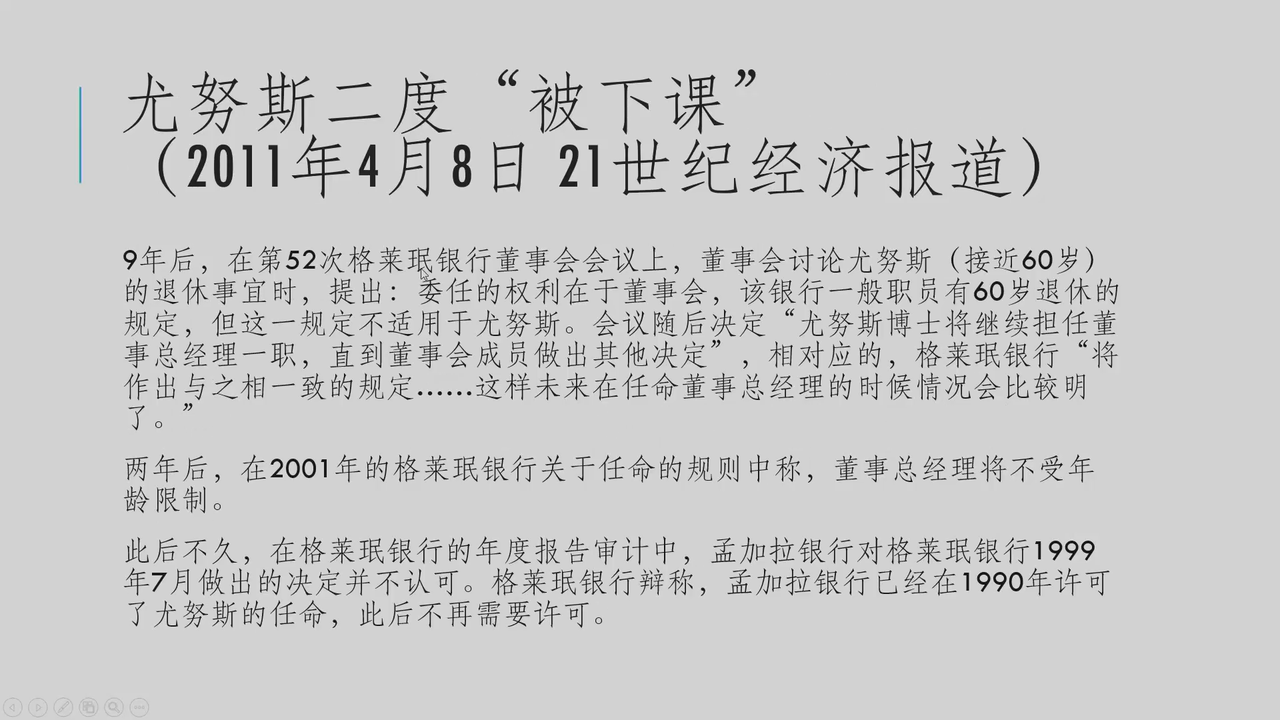 尤努斯二度“被下课”
（2011年4月8日 21世纪经济报道）
9年后，在第52次格莱珉银行董事会会议上，董事会讨论尤努斯（接近60岁）
的退休事宜时，提出：委任的权利在于董事会，该银行一般职员有60岁退休的
规定，但这一规定不适用于尤努斯。会议随后决定“尤努斯博士将继续担任董
事总经理一职，直到董事会成员做出其他决定”，相对应的，格莱珉银行“将
作出与之相一致的规定......这样未来在任命董事总经理的时候情况会比较明
了。”
两年后，在2001年的格莱珉银行关于任命的规则中称，董事总经理将不受年
龄限制。
此后不久，在格莱珉银行的年度报告审计中，孟加拉银行对格莱珉银行1999
年7月做出的决定并不认可。格莱珉银行辩称，孟加拉银行已经在1990年许可
了尤努斯的任命，此后不再需要许可。